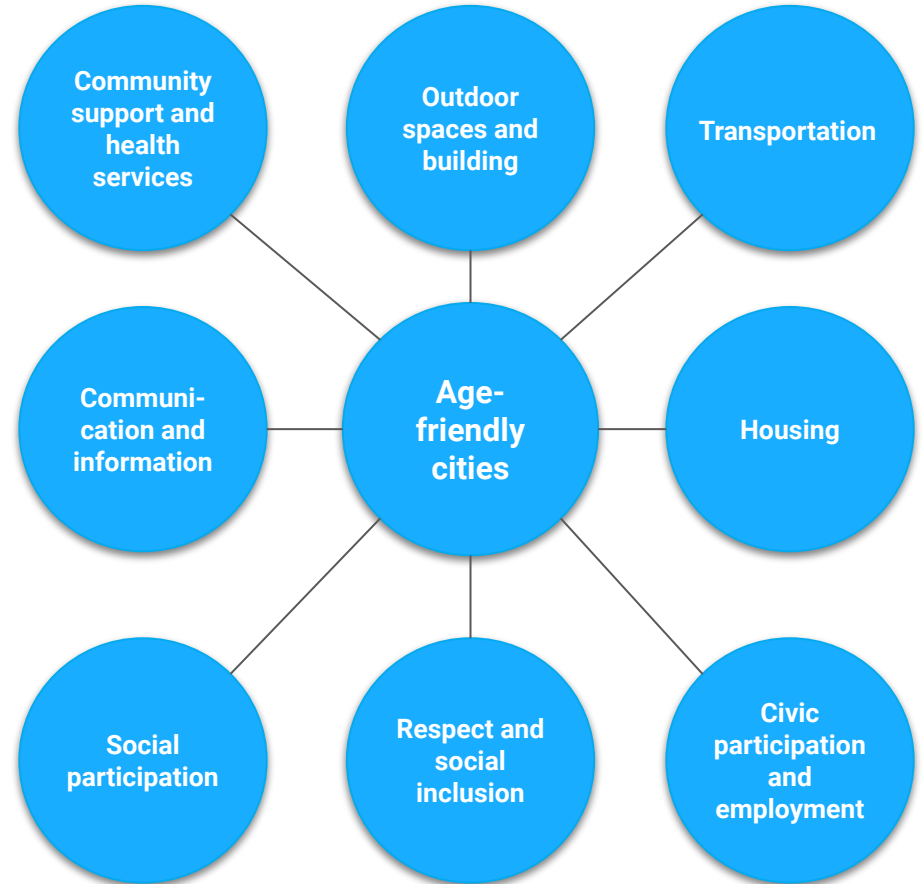 Community
support and
health
services
Outdoor
spaces and
building
Transportation
Communi-
cation and
information
Age-
friendly
cities
Housing
Social
participation
Respect and
social
inclusion
Civic
participation
and
employment